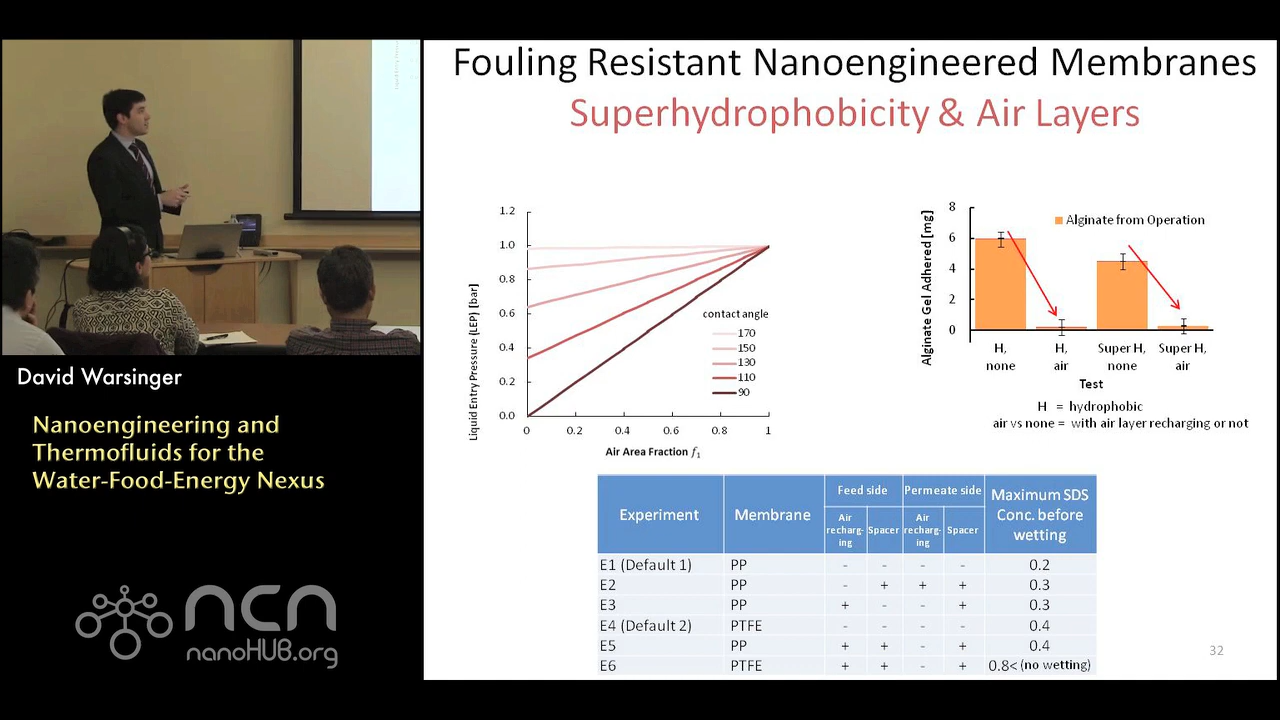 Fouling Resistant Nanoengineered Membranes
Superhydrophobicity & Air Layers
Liquid Entry Pressure (LEP) [bar]
1.2
1.0
0.8
0.6
0.4
0.2
0.0
0 0.2 0.4 0.6 0.8 1
Air Area Fraction f1
contact angle
170
150
130
110
90
Alginate Gel Adhered [mg]
8
6
4
2
0
Alginate from Operation
H, none
H, air
Super H, none
Super H, air
Test
H = hydrophobic
air vs none = with air layer recharging or not
Experiment Membrane Feed side Permeate side Maximum SDS Conc. before wetting
Air recharg-ing Spacer Air recharg-ing Spacer
E1 (Default 1) PP - - - - 0.2
E2 PP - + + + 0.3
E3 PP + - - + 0.3
E4 (Default 2) PTFE - - - - 0.4
E5 PP + + - + 0.4
E6 PTFE + + - + 0.8< (no wetting)
32
David Warsinger
Nanoengineering and
Thermofluids for the
Water-Food-Energy Nexus
ncn
nanoHUB.org